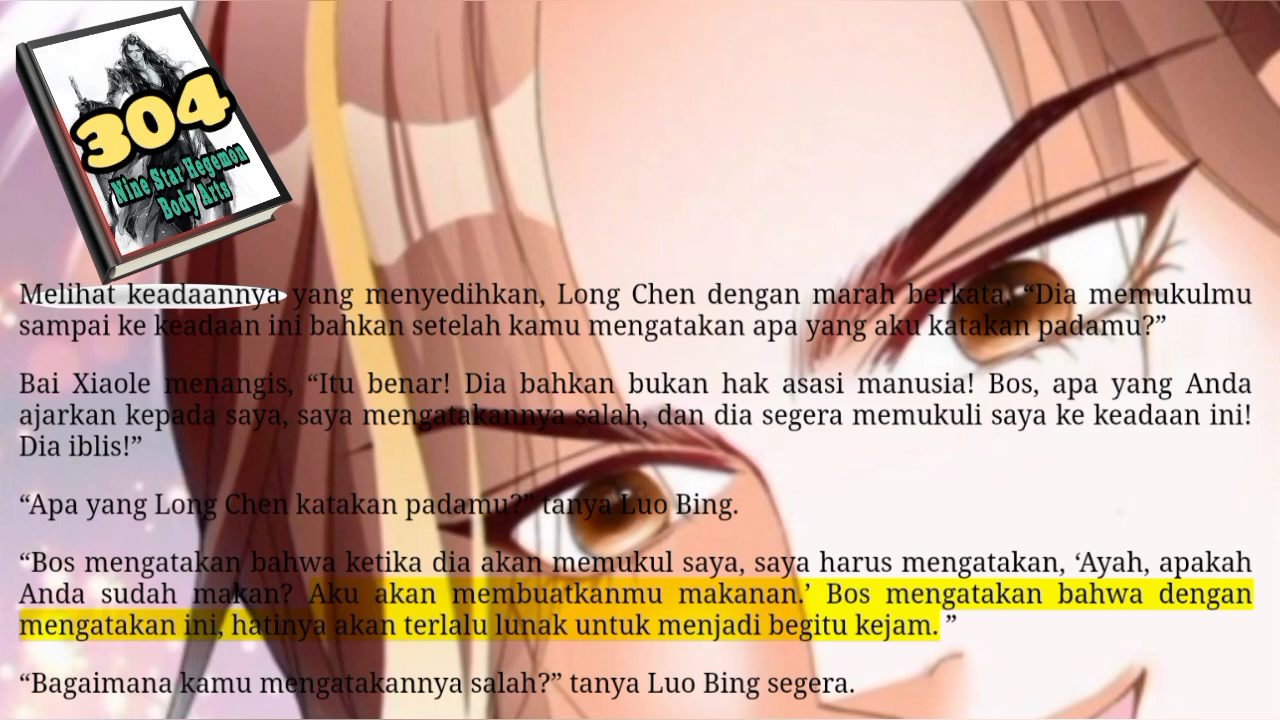 304
Nine Star Hegemon
Body Arts
Melihat keadaannya yang menyedihkan, Long Chen dengan marah berkata, “Dia memukulmu
sampai ke keadaan ini bahkan setelah kamu mengatakan apa yang aku katakan padamu?”
Bai Xiaole menangis, “Itu benar! Dia bahkan bukan hak asasi manusia! Bos, apa yang Anda
ajarkan kepada saya, saya mengatakannya salah, dan dia segera memukuli saya ke keadaan ini!
Dia iblis!”
“Apa yang Long Chen katakan padamu?” tanya Luo Bing.
“Bos mengatakan bahwa ketika dia akan memukul saya, saya harus mengatakan, ‘Ayah, apakah
Anda sudah makan? Aku akan membuatkanmu makanan.’ Bos mengatakan bahwa dengan
mengatakan ini, hatinya akan terlalu lunak untuk menjadi begitu kejam. ”
“Bagaimana kamu mengatakannya salah?” tanya Luo Bing segera.